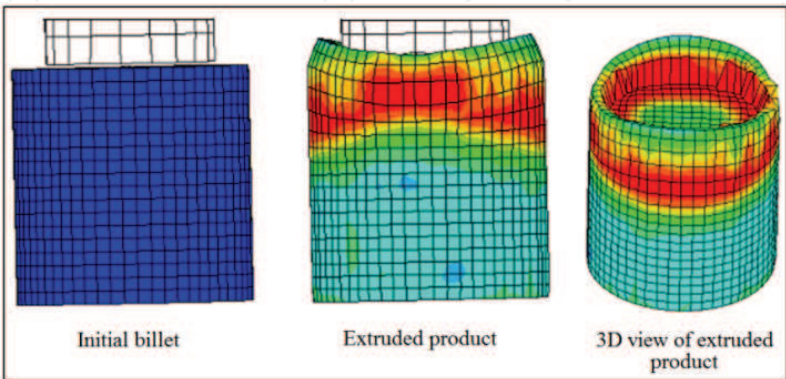 Initial billet
Extruded product
3D view of extruded
product